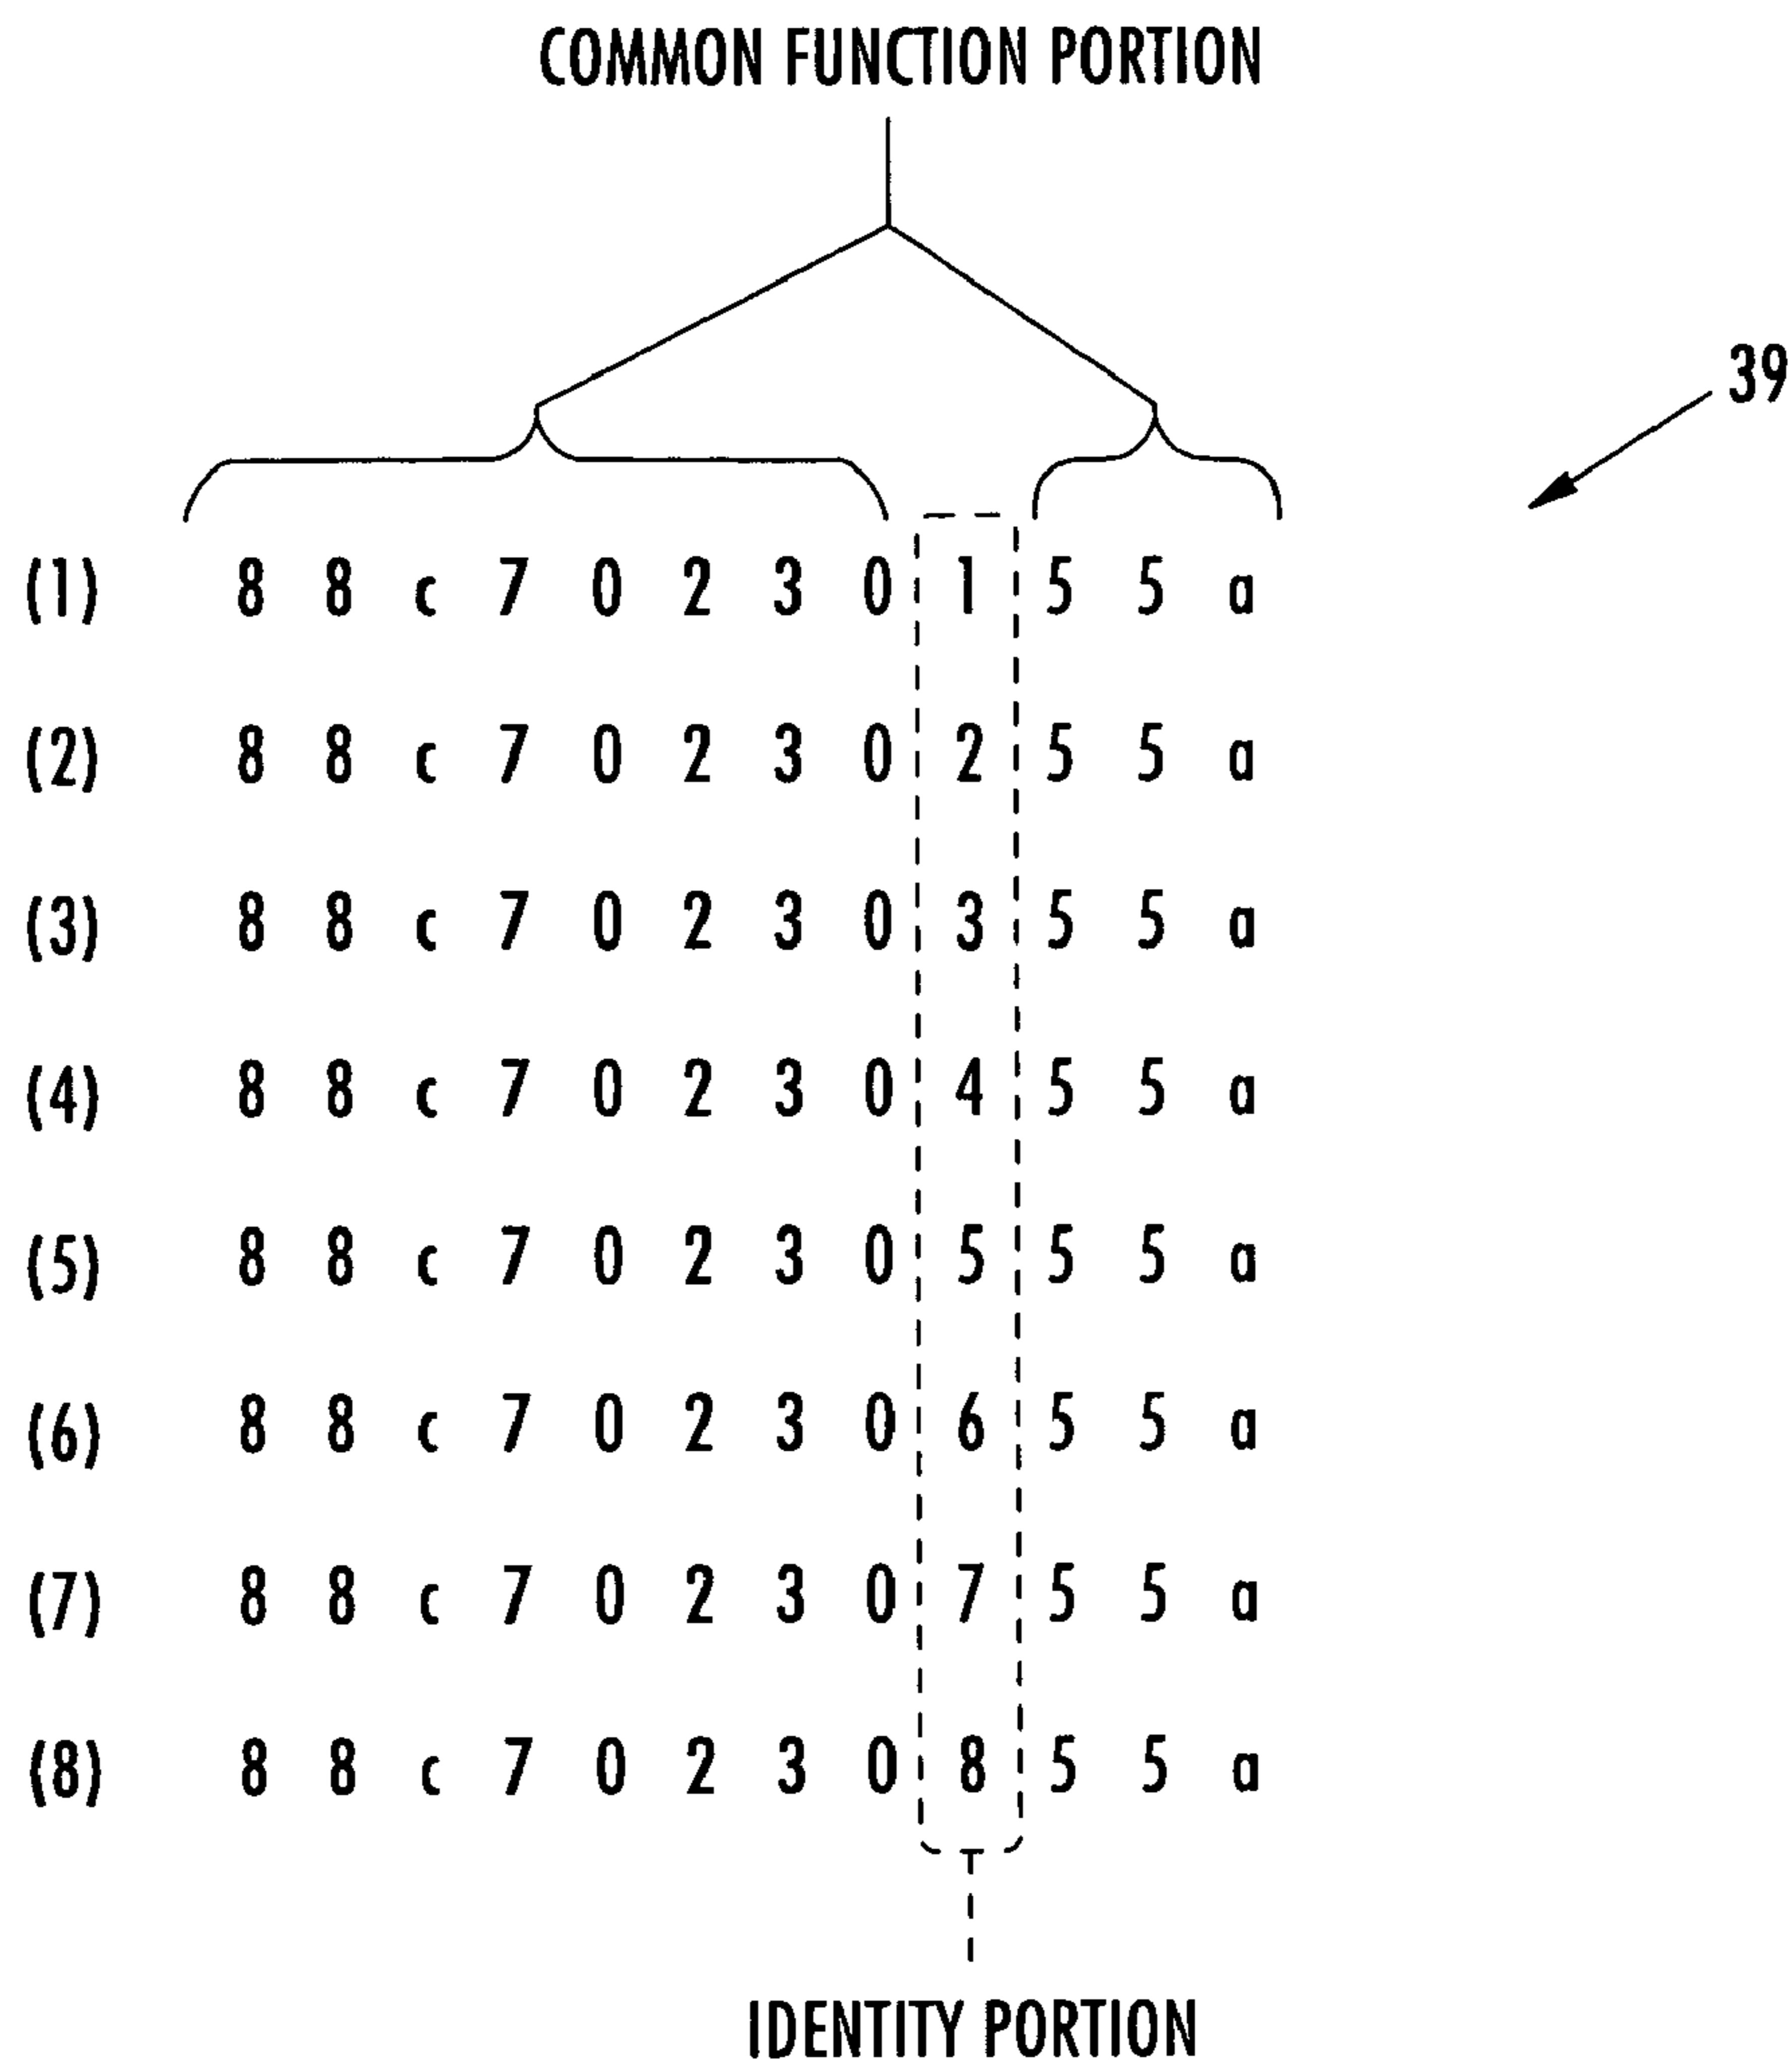 COMMON FUNCTION PORTION
39
(1) 8 8 c 7 0 2 3 0 1 5 5 a
(2) 8 8 c 7 0 2 3 0 2 5 5 a
(3) 8 8 c 7 0 2 3 0 3 5 5 a
(4) 8 8 c 7 0 2 3 0 4 5 5 a
(5) 8 8 c 7 0 2 3 0 5 5 5 a
(6) 8 8 c 7 0 2 3 0 6 5 5 a
(7) 8 8 c 7 0 2 3 0 7 5 5 a
(8) 8 8 c 7 0 2 3 0 8 5 5 a
IDENTITY PORTION